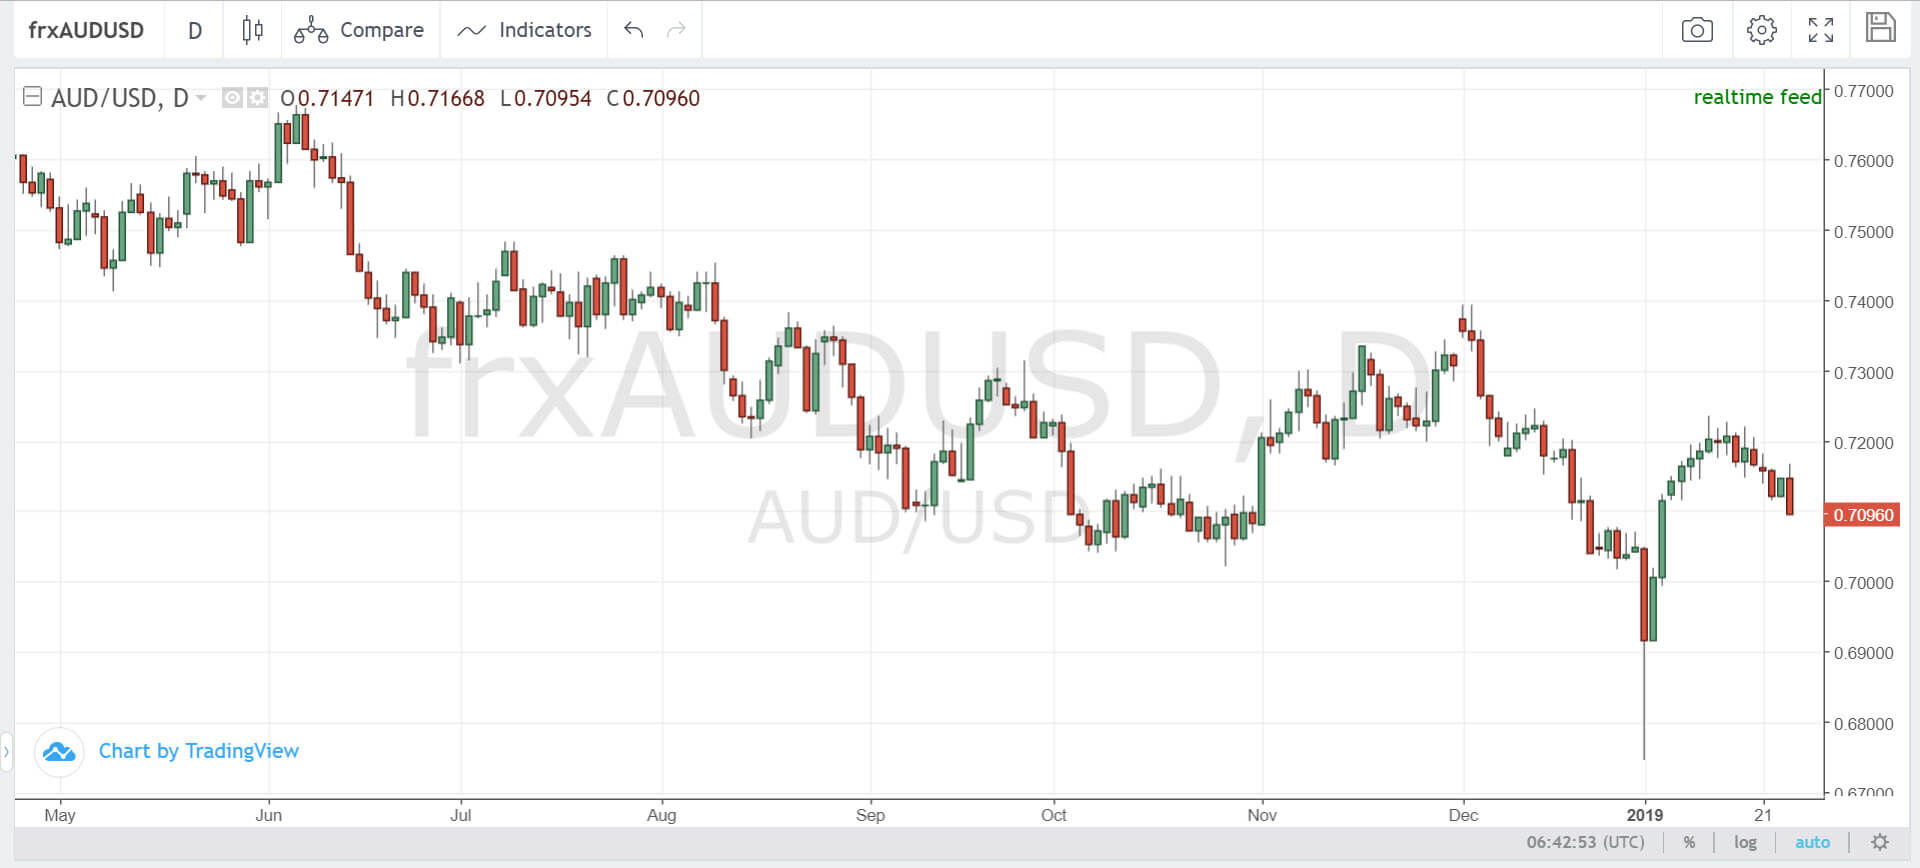 frxAUDUSD D Compare Indicators
AUD/USD, D O0.71471 H0.71668 L0.70954 C0.70960
realtime feed
0.77000
0.76000
0.75000
0.74000
0.73000
0.72000
0.70960
0.70000
0.69000
0.68000
0.67000
frxAUDUSD, D
AUD/USD
Chart by TradingView
May Jun Jul Aug Sep Oct Nov Dec 2019 21
06:42:53 (UTC) % log auto